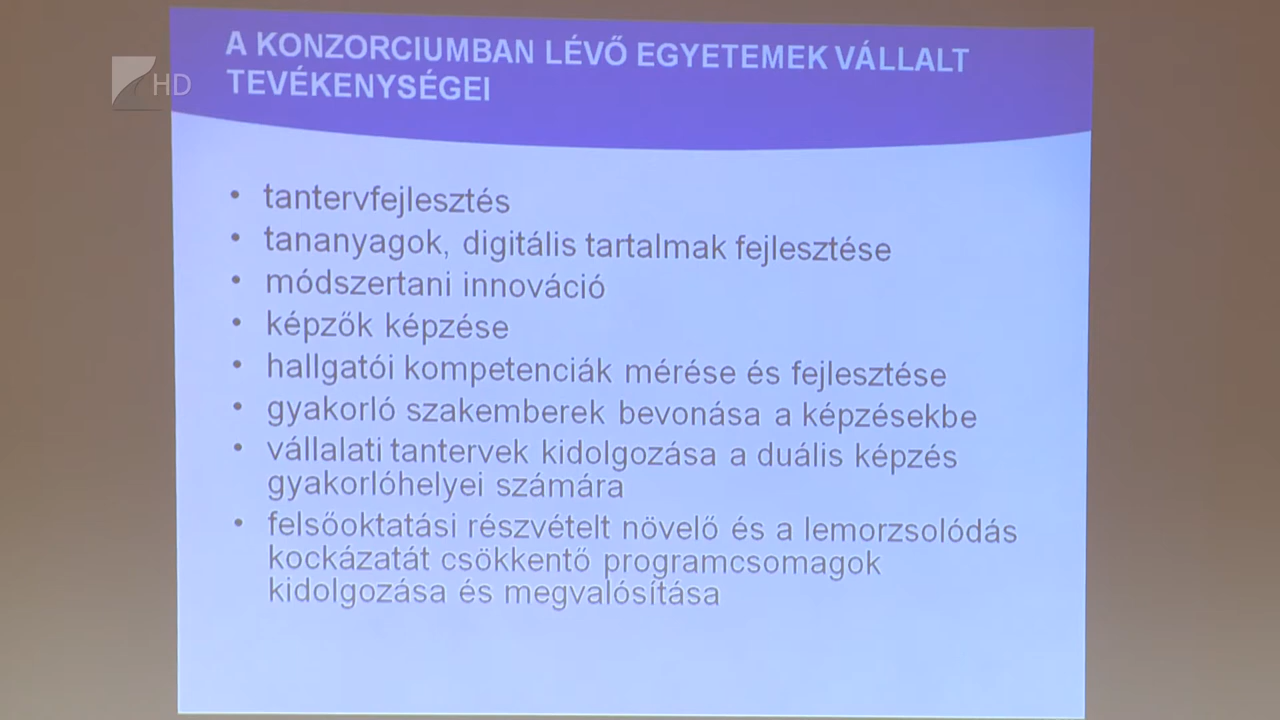 A KONZORCIUMBAN LÉVŐ EGYETEMEK VÁLLALT
TEVÉKENYSÉGEI
HD
• tantervfejlesztés
• tananyagok, digitális tartalmak fejlesztése
• módszertani innováció
• képzők képzése
• hallgatói kompetenciák mérése és fejlesztése
• gyakorló szakemberek bevonása a képzésekbe
• vállalati tantervek kidolgozása a duális képzés
gyakorlóhelyei számára
• felsőoktatási részvételt növelő és a lemorzsolódás
kockázatát csökkentő programcsomagok
kidolgozása és megvalósítása